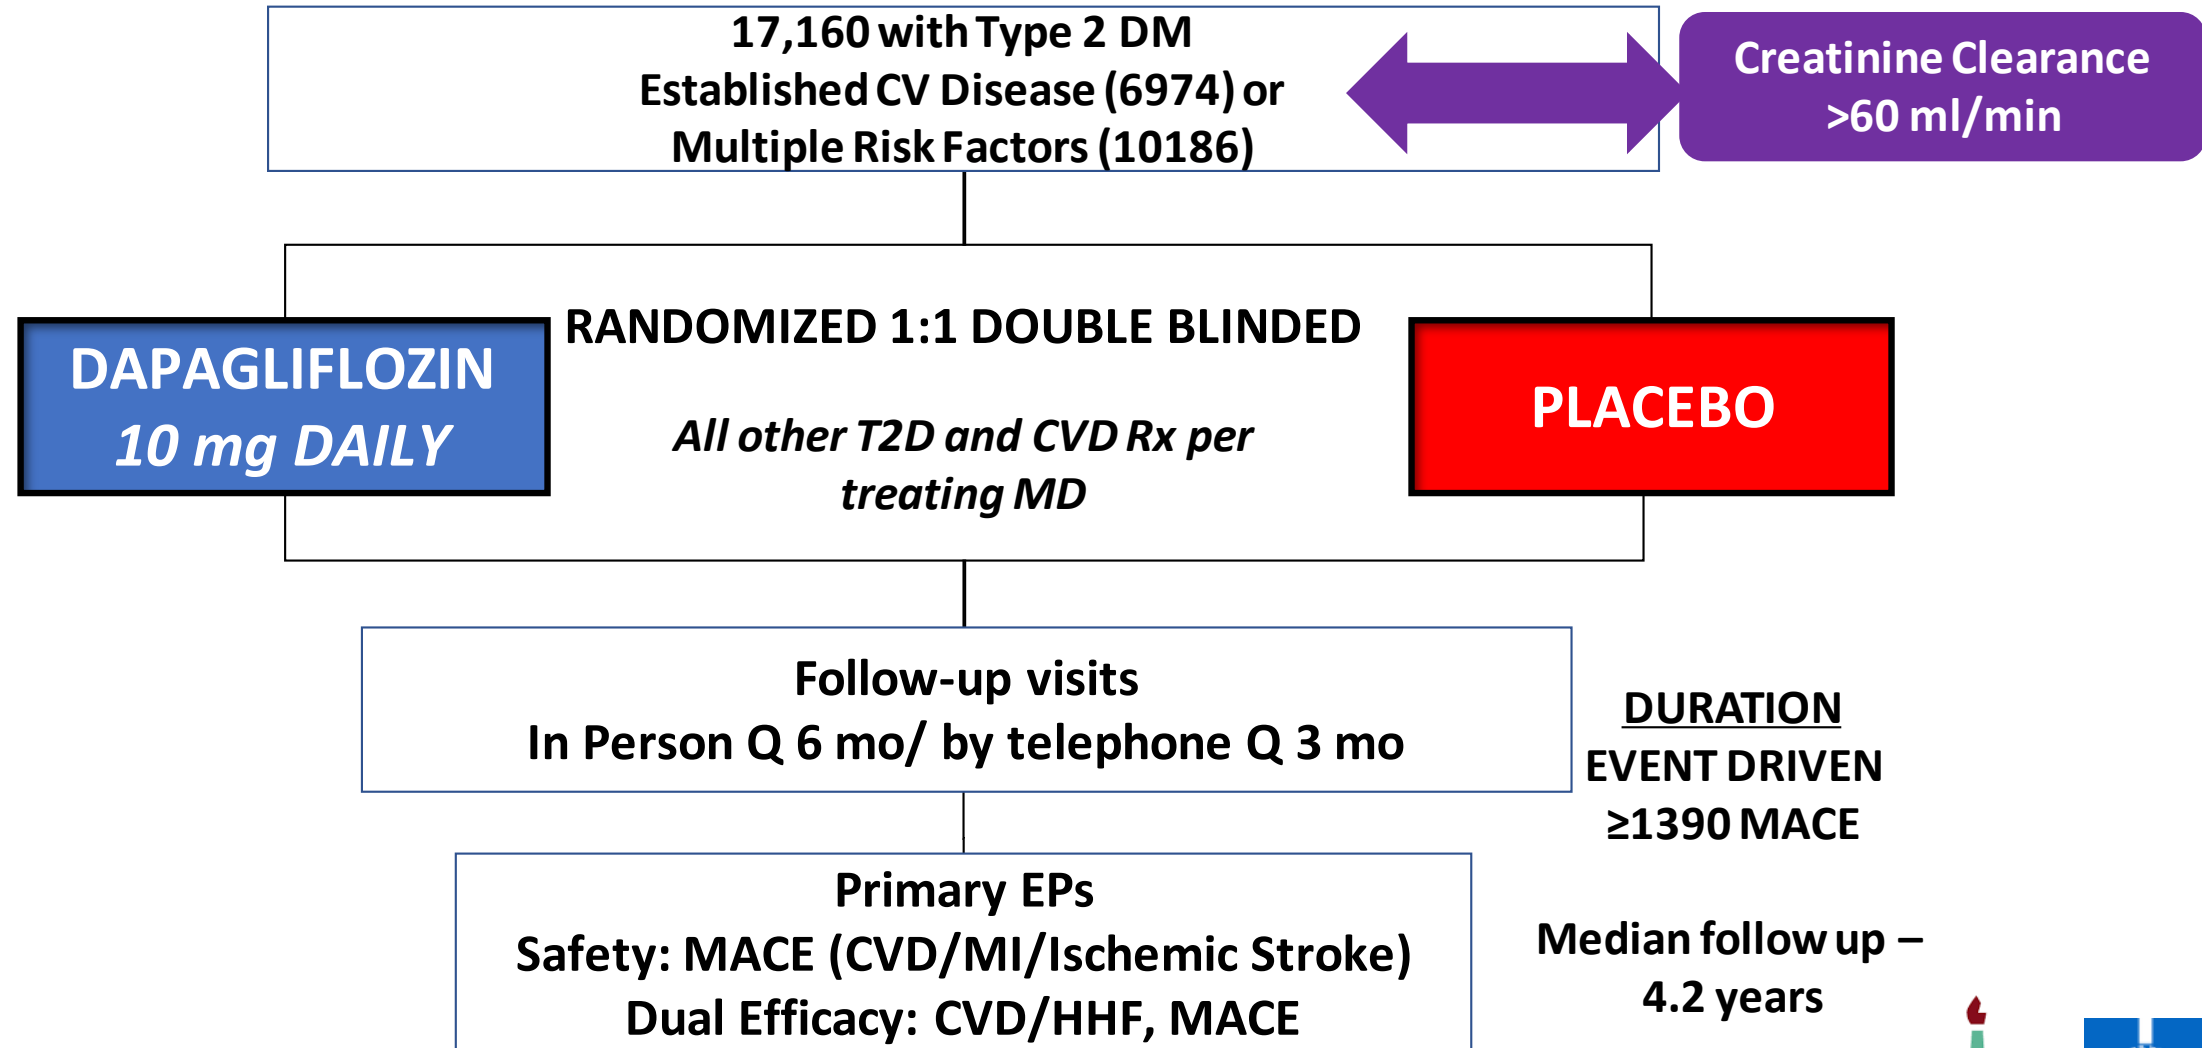 17,160 with Type 2 DM
Established CV Disease (6974) or
Multiple Risk Factors (10186)
Creatinine Clearance
>60 ml/min
RANDOMIZED 1:1 DOUBLE BLINDED
DAPAGLIFLOZIN
10 mg DAILY
All other T2D and CVD Rx per
treating MD
PLACEBO
Follow-up visits
In Person Q 6 mo/ by telephone Q 3 mo
DURATION
EVENT DRIVEN
≥1390 MACE
Primary EPs
Safety: MACE (CVD/MI/Ischemic Stroke)
Dual Efficacy: CVD/HHF, MACE
Median follow up –
4.2 years